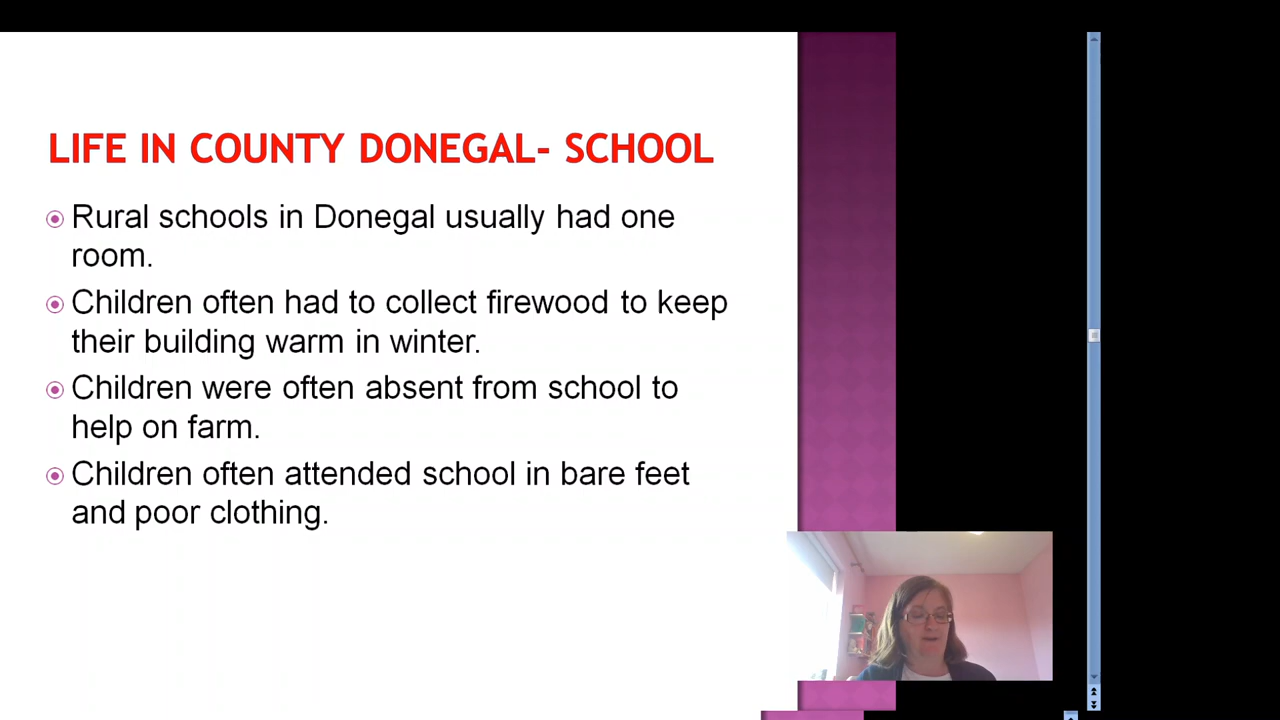 LIFE IN COUNTY DONEGAL- SCHOOL
Rural schools in Donegal usually had one
room.
Children often had to collect firewood to keep
their building warm in winter.
Children were often absent from school to
help on farm.
Children often attended school in bare feet
and poor clothing.